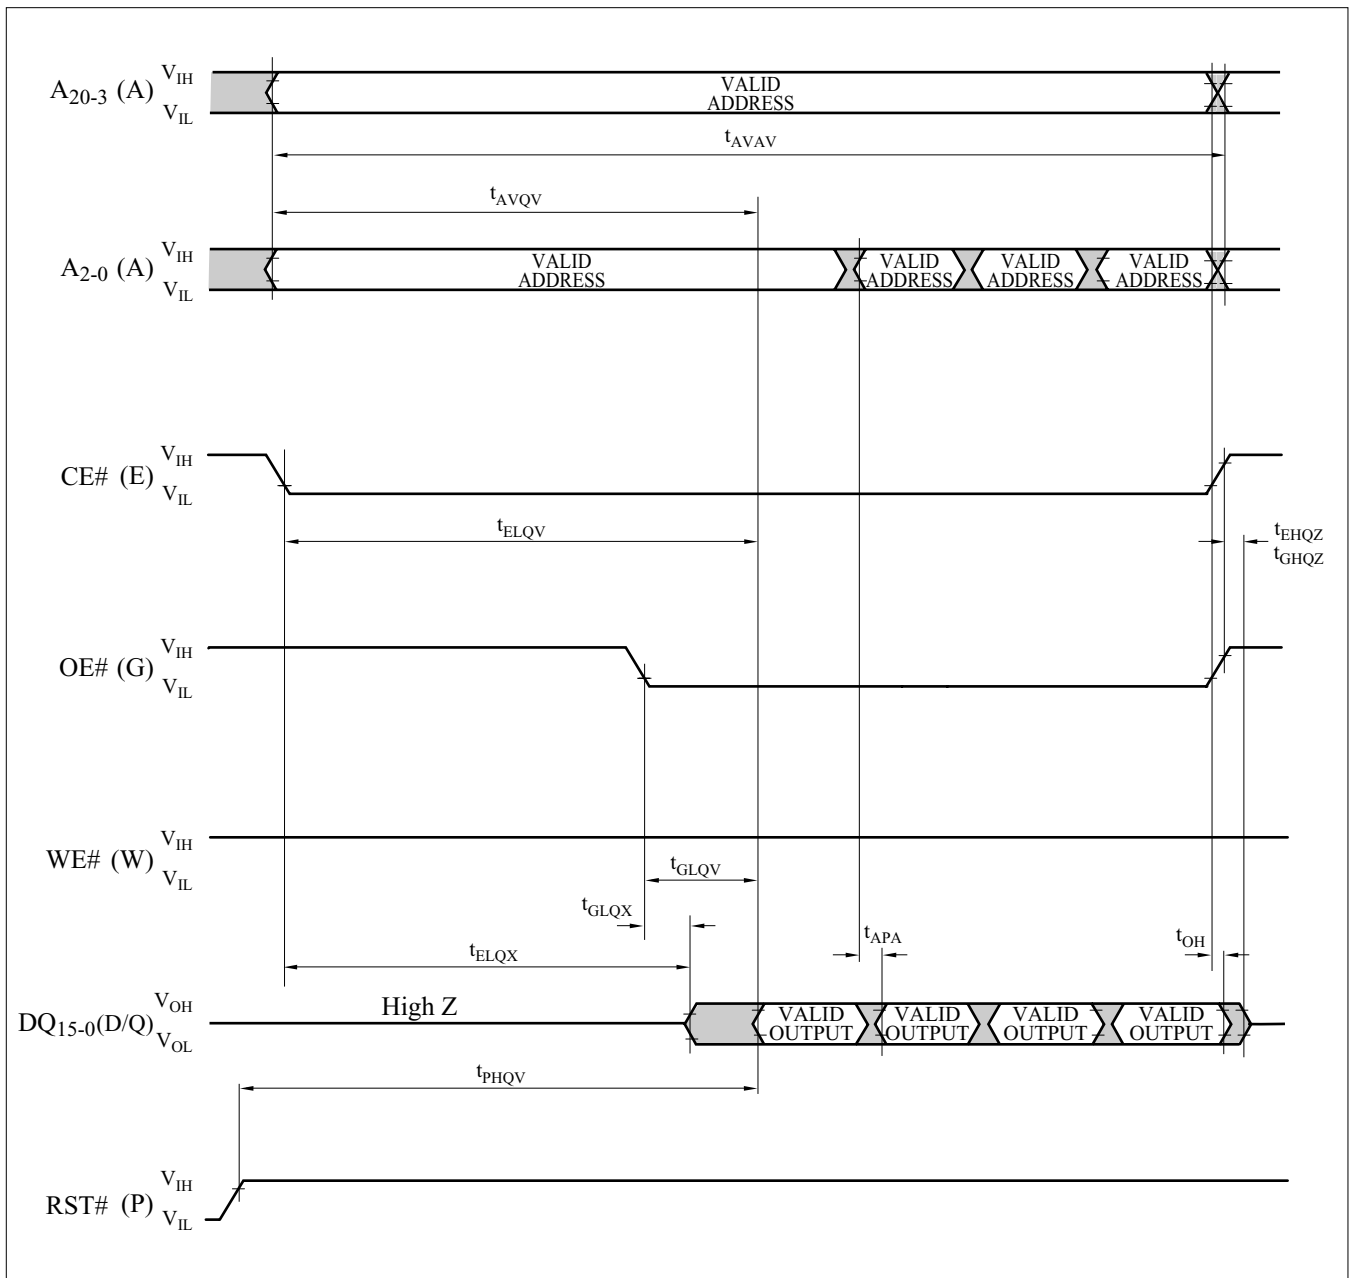 A20-3 (A) VIH VIL
VALID ADDRESS
tAVAV
tAVQV
A2-0 (A) VIH VIL
VALID ADDRESS
VALID ADDRESS
VALID ADDRESS
VALID ADDRESS
CE# (E) VIH VIL
tELQV
tEHQZ
tGHQZ
OE# (G) VIH VIL
WE# (W) VIH VIL
tGLQV
tGLQX
tAPA
tOH
tELQX
DQ15-0(D/Q) VOH VOL
High Z
VALID OUTPUT
VALID OUTPUT
VALID OUTPUT
VALID OUTPUT
tPHQV
RST# (P) VIH VIL